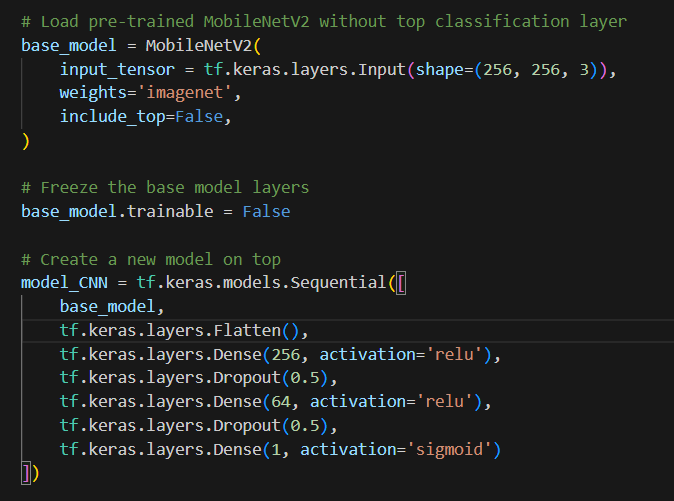 # Load pre-trained MobileNetV2 without top classification layer
base_model = MobileNetV2(
    input_tensor = tf.keras.layers.Input(shape=(256, 256, 3)),
    weights='imagenet',
    include_top=False,
)
# Freeze the base model layers
base_model.trainable = False
# Create a new model on top
model_CNN = tf.keras.models.Sequential([
    base_model,
    tf.keras.layers.Flatten(),
    tf.keras.layers.Dense(256, activation='relu'),
    tf.keras.layers.Dropout(0.5),
    tf.keras.layers.Dense(64, activation='relu'),
    tf.keras.layers.Dropout(0.5),
    tf.keras.layers.Dense(1, activation='sigmoid')
])